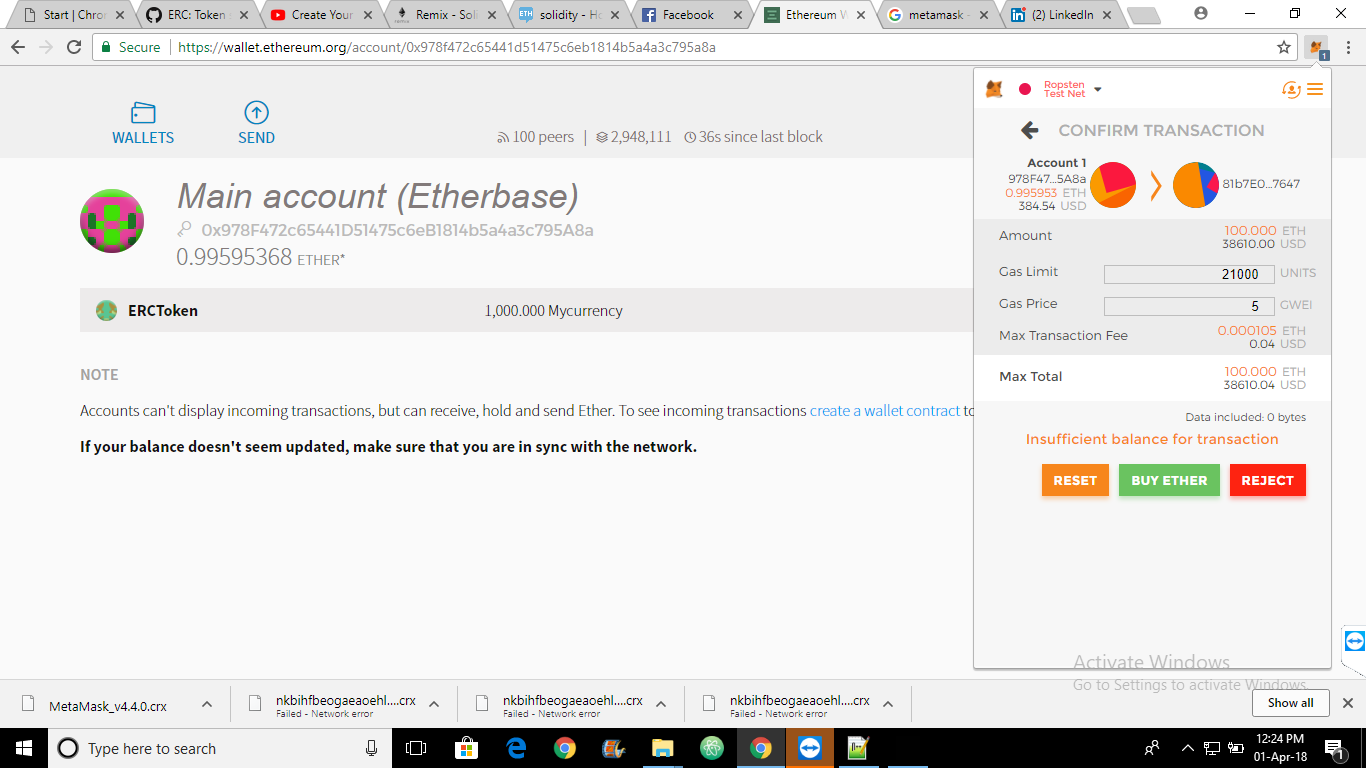 Start | Chror
ERC: Token
Create Your
Remix - Soli
solidity - Ho
Facebook
Ethereum W
metamask -
(2) LinkedIn
Secure
https://wallet.ethereum.org/account/0x978f472c65441d51475c6eb1814b5a4a3c795a8a
1
WALLETS
SEND
100 peers | 2,948,111 36s since last block
Main account (Etherbase)
0x978F472c65441D51475c6eB1814b5a4a3c795A8a
0.99595368 ETHER*
ERCToken
1,000.000 Mycurrency
NOTE
Accounts can't display incoming transactions, but can receive, hold and send Ether. To see incoming transactions create a wallet contract to
If your balance doesn't seem updated, make sure that you are in sync with the network.
Ropsten
Test Net
CONFIRM TRANSACTION
Account 1
978F47...5A8a
0.995953 ETH
384.54 USD
81b7E0...7647
Amount
100.000 ETH
38610.00 USD
Gas Limit
21000 UNITS
Gas Price
5 GWEI
Max Transaction Fee
0.000105 ETH
0.04 USD
Max Total
100.000 ETH
38610.04 USD
Data included: 0 bytes
Insufficient balance for transaction
RESET
BUY ETHER
REJECT
Activate Windows
Go to Settings to activate Windows.
MetaMask_v4.4.0.crx
nkbihfbeogaeaoehl....crx
Failed - Network error
nkbihfbeogaeaoehl....crx
Failed - Network error
nkbihfbeogaeaoehl....crx
Failed - Network error
Show all
Type here to search
12:24 PM
01-Apr-18
1